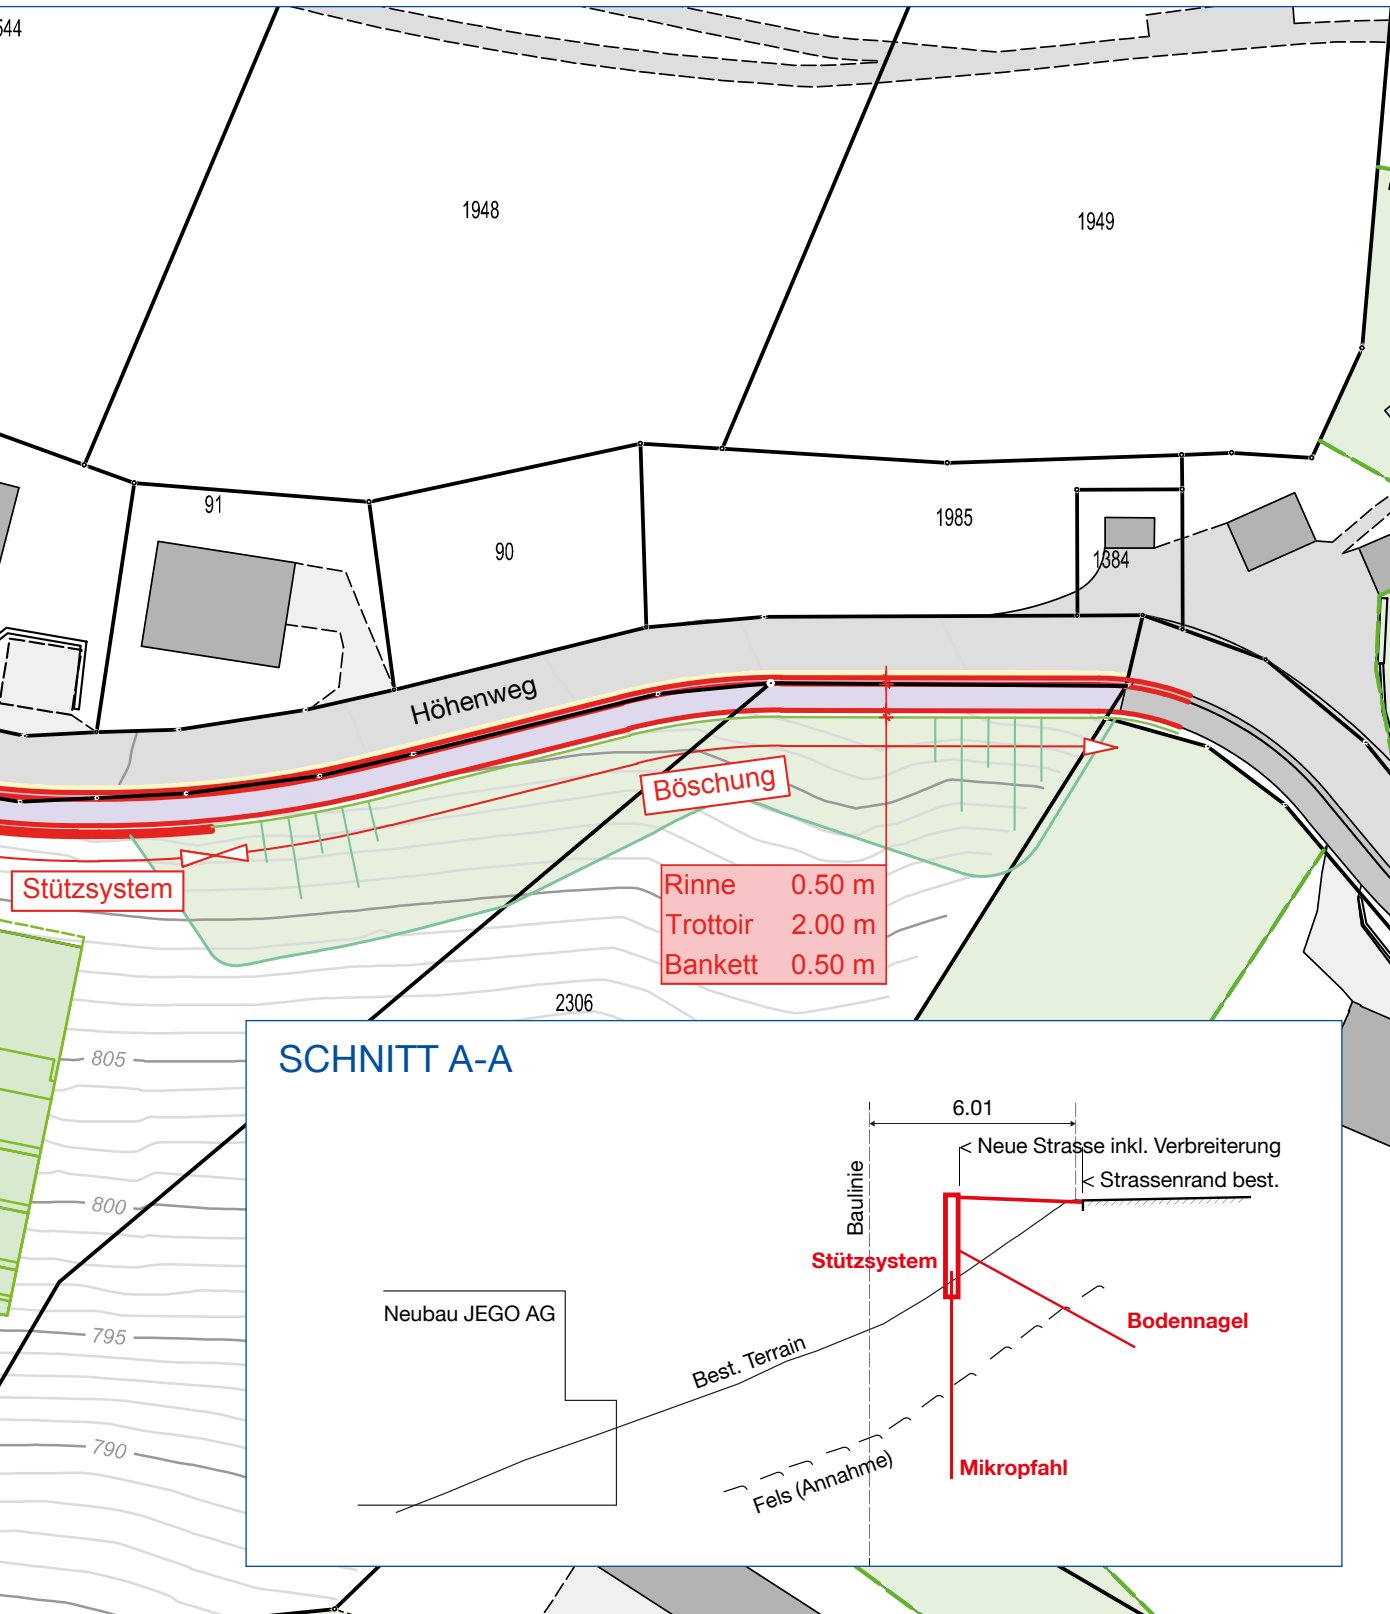 544
1948
1949
91
90
1985
1384
Höhenweg
Böschung
Stützsystem
Rinne 0.50 m
Trottoir 2.00 m
Bankett 0.50 m
2306
805
800
795
790
SCHNITT A-A
6.01
< Neue Strasse inkl. Verbreiterung
< Strassenrand best.
Baulinie
Stützsystem
Neubau JEGO AG
Bodennagel
Best. Terrain
Mikropfahl
Fels (Annahme)